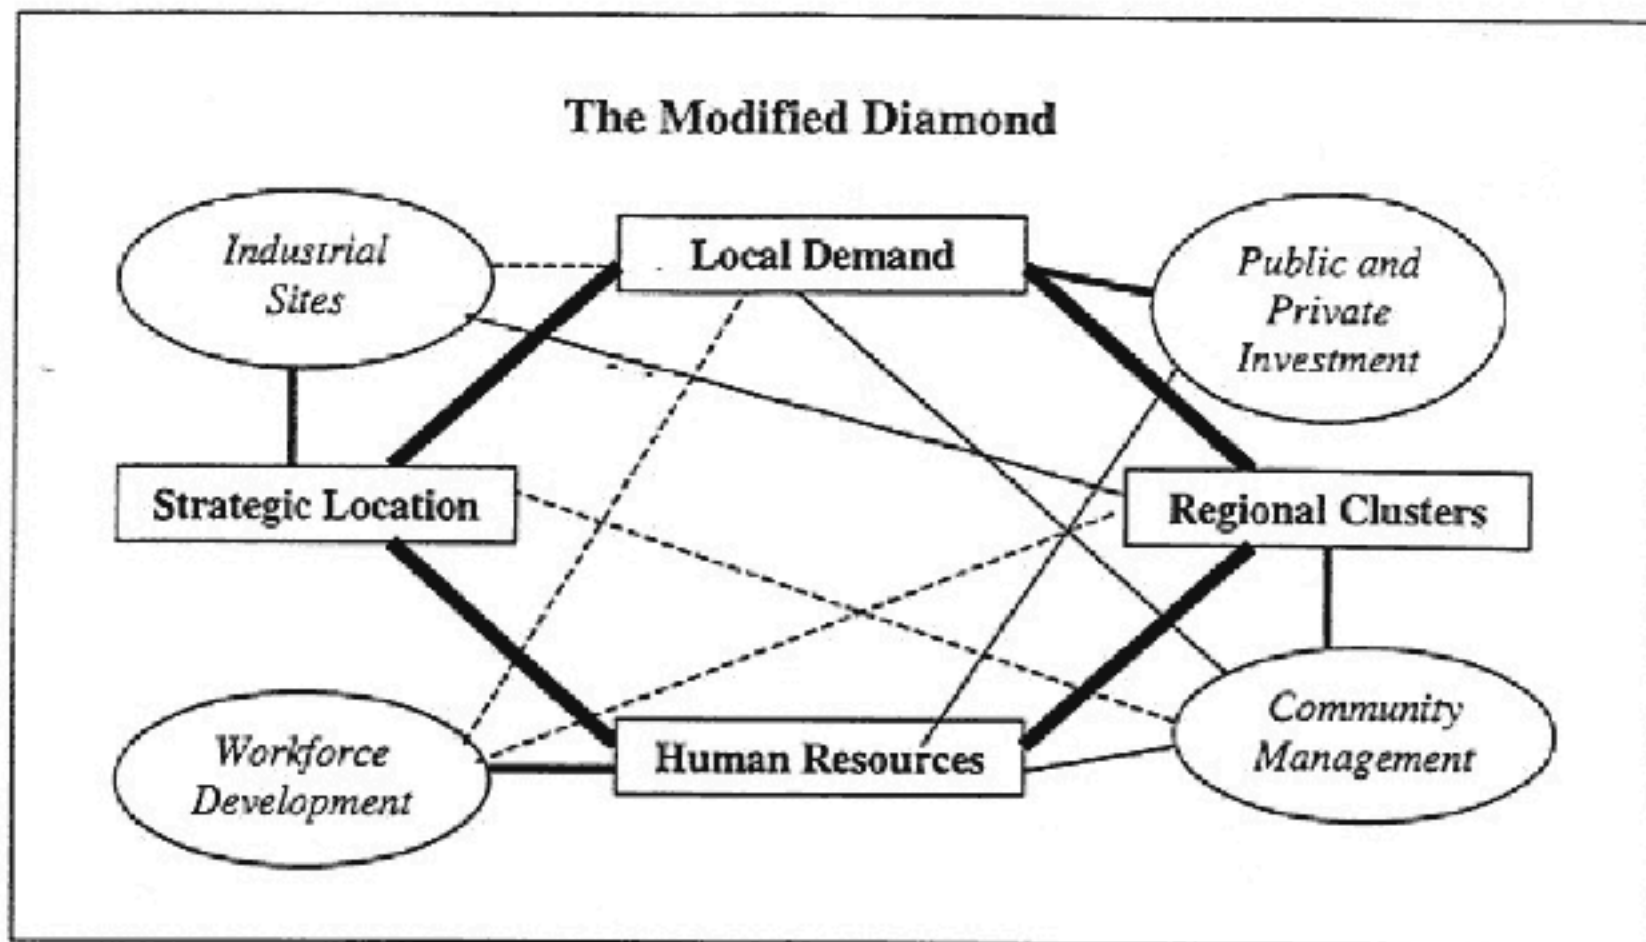 The Modified Diamond
Industrial
Sites
Local Demand
Public and
Private
Investment
Strategic Location
Regional Clusters
Workforce
Development
Human Resources
Community
Management